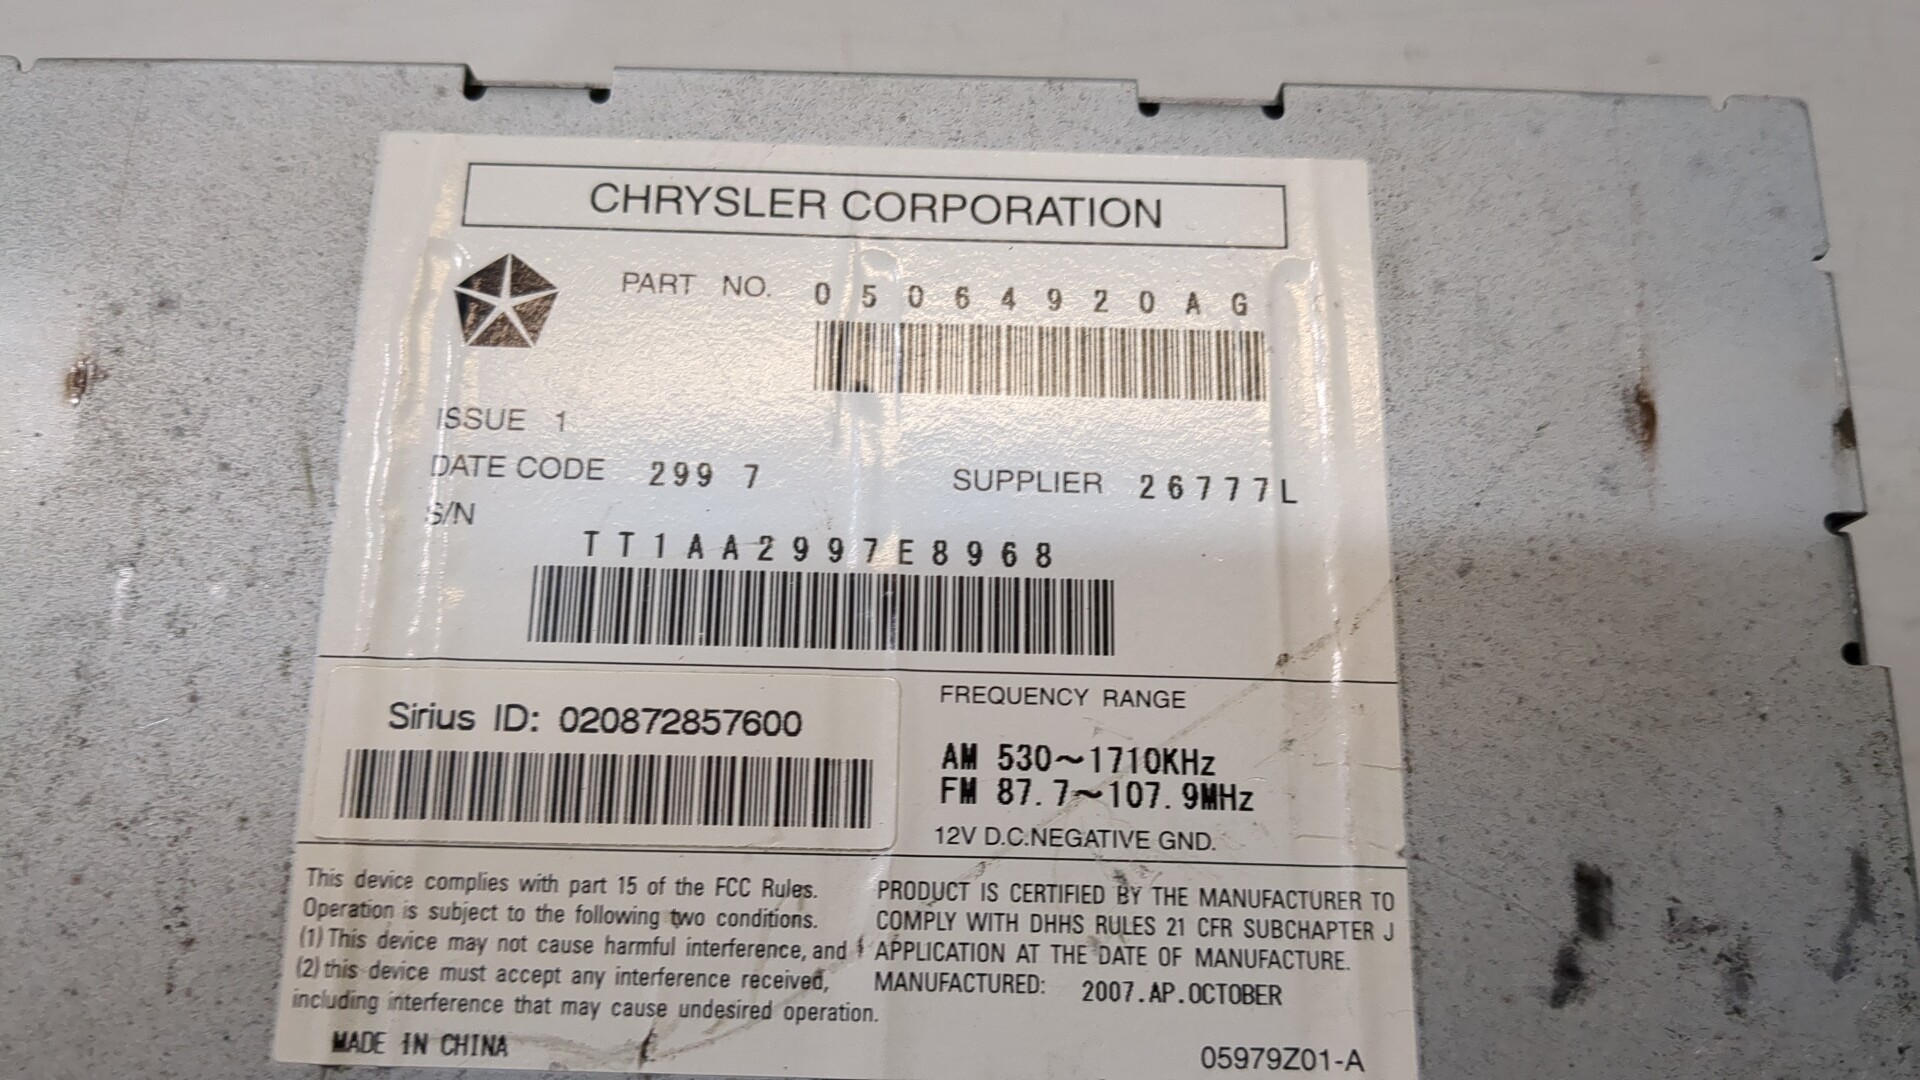 CHRYSLER CORPORATION
PART NO. 05064920AG
ISSUE 1
DATE CODE 299 7 SUPPLIER 26777L
S/N
TT1AA2997E8968
Sirius ID: 020872857600
FREQUENCY RANGE
AM 530~1710KHz
FM 87.7~107.9MHz
12V D.C.NEGATIVE GND.
This device complies with part 15 of the FCC Rules.
Operation is subject to the following two conditions.
(1) This device may not cause harmful interference, and
(2) this device must accept any interference received,
including interference that may cause undesired operation.
MADE IN CHINA
PRODUCT IS CERTIFIED BY THE MANUFACTURER TO
COMPLY WITH DHHS RULES 21 CFR SUBCHAPTER J
APPLICATION AT THE DATE OF MANUFACTURE.
MANUFACTURED: 2007.AP.OCTOBER
05979Z01-A